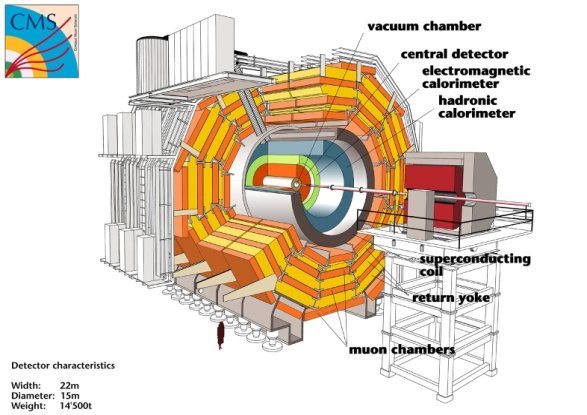 CMS
vacuum chamber
central detector
electromagnetic
calorimeter
hadronic
calorimeter
superconducting
coil
return yoke
muon chambers
Detector characteristics
Width: 22m
Diameter: 15m
Weight: 14'500t